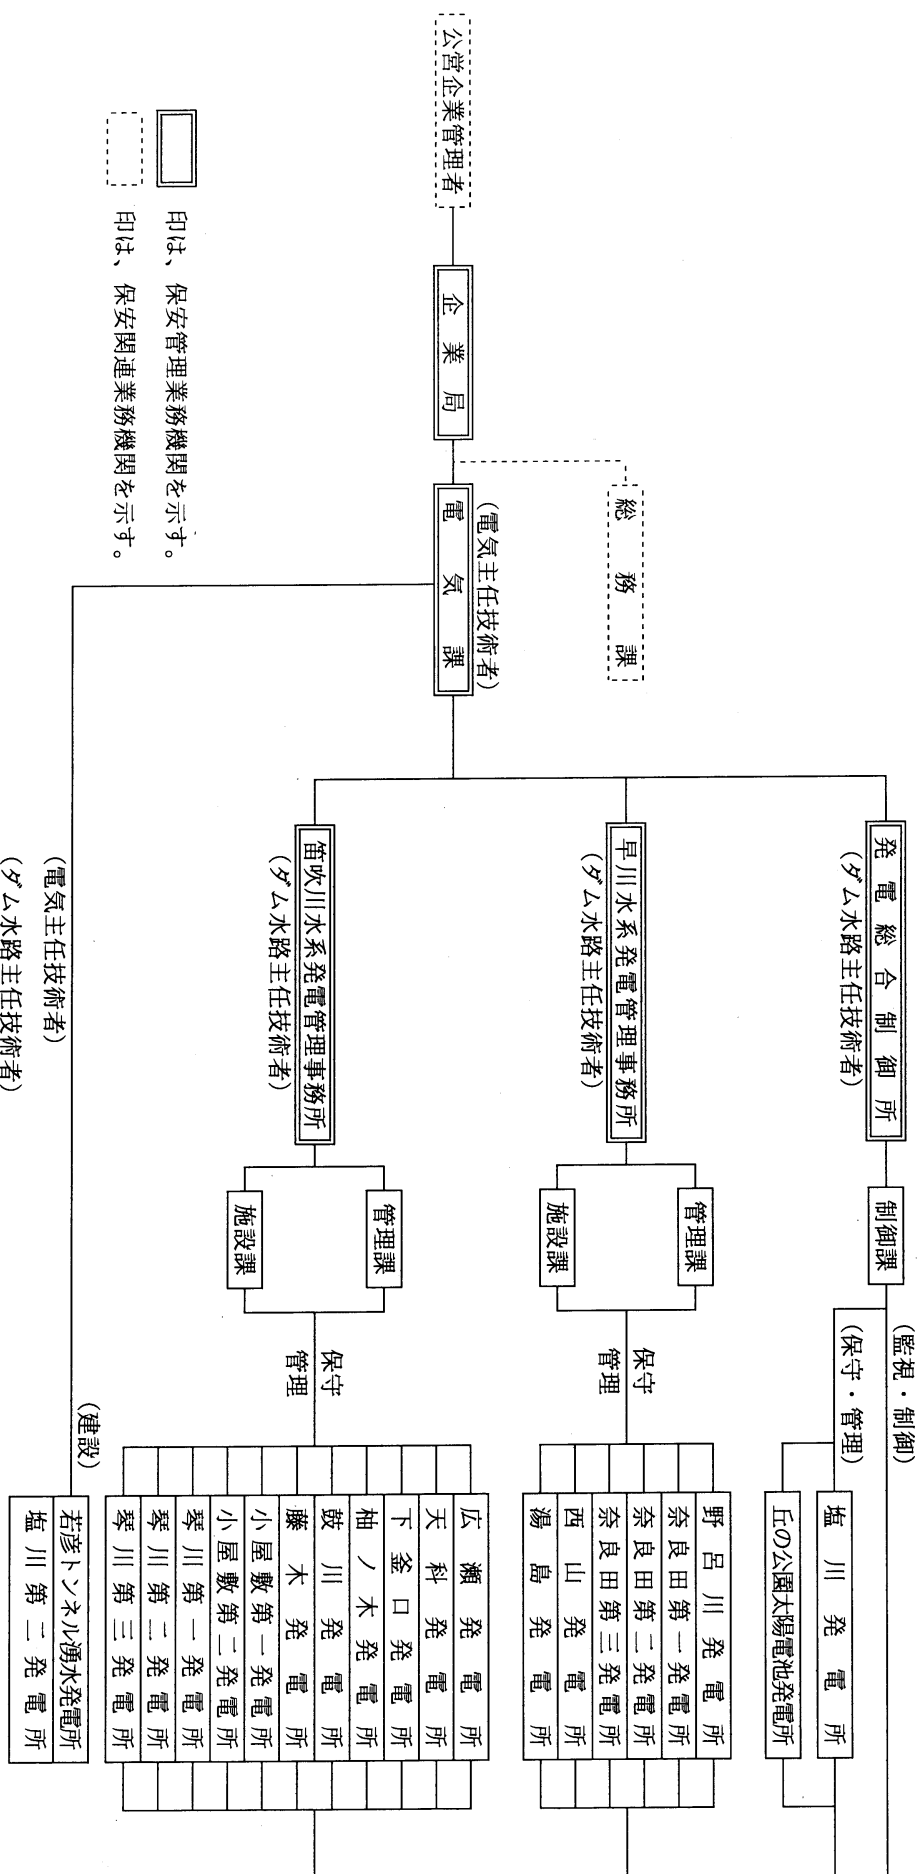 公営企業管理者
企業局
総務課
電気課
(電気主任技術者)
発電総合制御所
(ダム水路主任技術者)
制御課
(監視・制御)
(保守・管理)
塩川発電所
丘の公園太陽電池発電所
早川水系発電管理事務所
(ダム水路主任技術者)
管理課
施設課
保守
管理
野呂川発電所
奈良田第一発電所
奈良田第二発電所
奈良田第三発電所
西山発電所
湯島発電所
笛吹川水系発電管理事務所
(ダム水路主任技術者)
管理課
施設課
保守
管理
広瀬発電所
天科発電所
下釜口発電所
柚ノ木発電所
鼓川発電所
藤木発電所
小屋敷第一発電所
小屋敷第二発電所
琴川第一発電所
琴川第二発電所
琴川第三発電所
(電気主任技術者)
(ダム水路主任技術者)
(建設)
若彦トンネル湧水発電所
塩川第二発電所
印は、保安管理業務機関を示す。
印は、保安関連業務機関を示す。